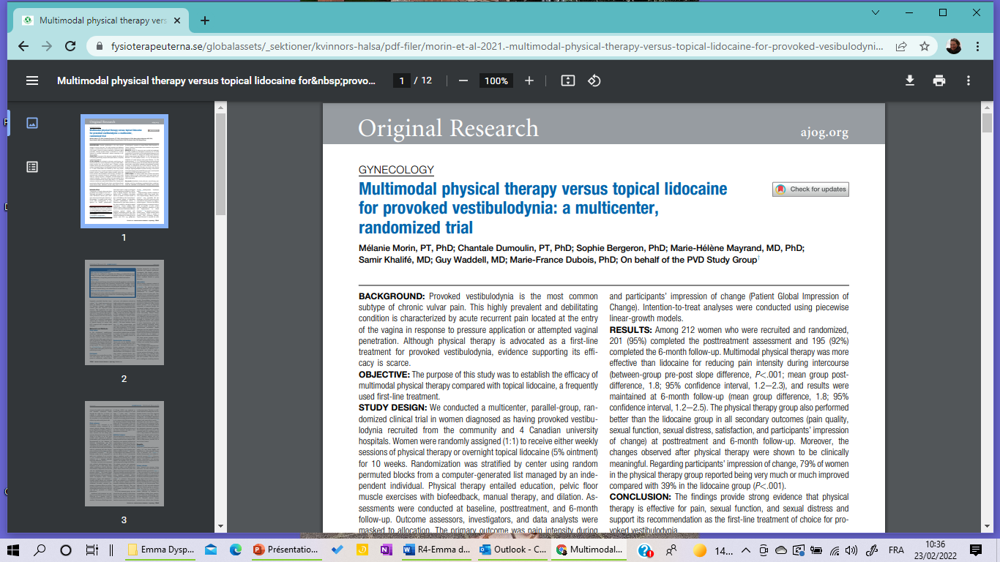 Multimodal physical therapy vers
fysioterapeuterna.se/globalassets/_sektioner/kvinnors-halsa/pdf-filer/morin-et-al-2021.-multimodal-physical-therapy-versus-topical-lidocaine-for-provoked-vesibulodyni...
Multimodal physical therapy versus topical lidocaine for&nbsp;provo... 1 / 12 100%
Original Research
ajog.org
GYNECOLOGY
Multimodal physical therapy versus topical lidocaine
for provoked vestibulodynia: a multicenter,
randomized trial
Check for updates
Mélanie Morin, PT, PhD; Chantale Dumoulin, PT, PhD; Sophie Bergeron, PhD; Marie-Hélène Mayrand, MD, PhD;
Samir Khalifé, MD; Guy Waddell, MD; Marie-France Dubois, PhD; On behalf of the PVD Study Group†
BACKGROUND: Provoked vestibulodynia is the most common
subtype of chronic vulvar pain. This highly prevalent and debilitating
condition is characterized by acute recurrent pain located at the entry
of the vagina in response to pressure application or attempted vaginal
penetration. Although physical therapy is advocated as a first-line
treatment for provoked vestibulodynia, evidence supporting its effi-
cacy is scarce.
OBJECTIVE: The purpose of this study was to establish the efficacy of
multimodal physical therapy compared with topical lidocaine, a frequently
used first-line treatment.
STUDY DESIGN: We conducted a multicenter, parallel-group, ran-
domized clinical trial in women diagnosed as having provoked vestibu-
lodynia recruited from the community and 4 Canadian university
hospitals. Women were randomly assigned (1:1) to receive either weekly
sessions of physical therapy or overnight topical lidocaine (5% ointment)
for 10 weeks. Randomization was stratified by center using random
permuted blocks from a computer-generated list managed by an inde-
pendent individual. Physical therapy entailed education, pelvic floor
muscle exercises with biofeedback, manual therapy, and dilation. As-
sessments were conducted at baseline, posttreatment, and 6-month
follow-up. Outcome assessors, investigators, and data analysts were
masked to allocation. The primary outcome was pain intensity during
and participants' impression of change (Patient Global Impression of
Change). Intention-to-treat analyses were conducted using piecewise
linear-growth models.
RESULTS: Among 212 women who were recruited and randomized,
201 (95%) completed the posttreatment assessment and 195 (92%)
completed the 6-month follow-up. Multimodal physical therapy was more
effective than lidocaine for reducing pain intensity during intercourse
(between-group pre-post slope difference, P<.001; mean group post-
difference, 1.8; 95% confidence interval, 1.2–2.3), and results were
maintained at 6-month follow-up (mean group difference, 1.8; 95%
confidence interval, 1.2–2.5). The physical therapy group also performed
better than the lidocaine group in all secondary outcomes (pain quality,
sexual function, sexual distress, satisfaction, and participants' impression
of change) at posttreatment and 6-month follow-up. Moreover, the
changes observed after physical therapy were shown to be clinically
meaningful. Regarding participants' impression of change, 79% of women
in the physical therapy group reported being very much or much improved
compared with 39% in the lidocaine group (P<.001).
CONCLUSION: The findings provide strong evidence that physical
therapy is effective for pain, sexual function, and sexual distress and
support its recommendation as the first-line treatment of choice for pro-
voked vestibulodynia.
1
2
3
Emma Dysp... Présentatio... R4-Emma d... Outlook - C... Multimodal... 14... FRA 10:36
23/02/2022